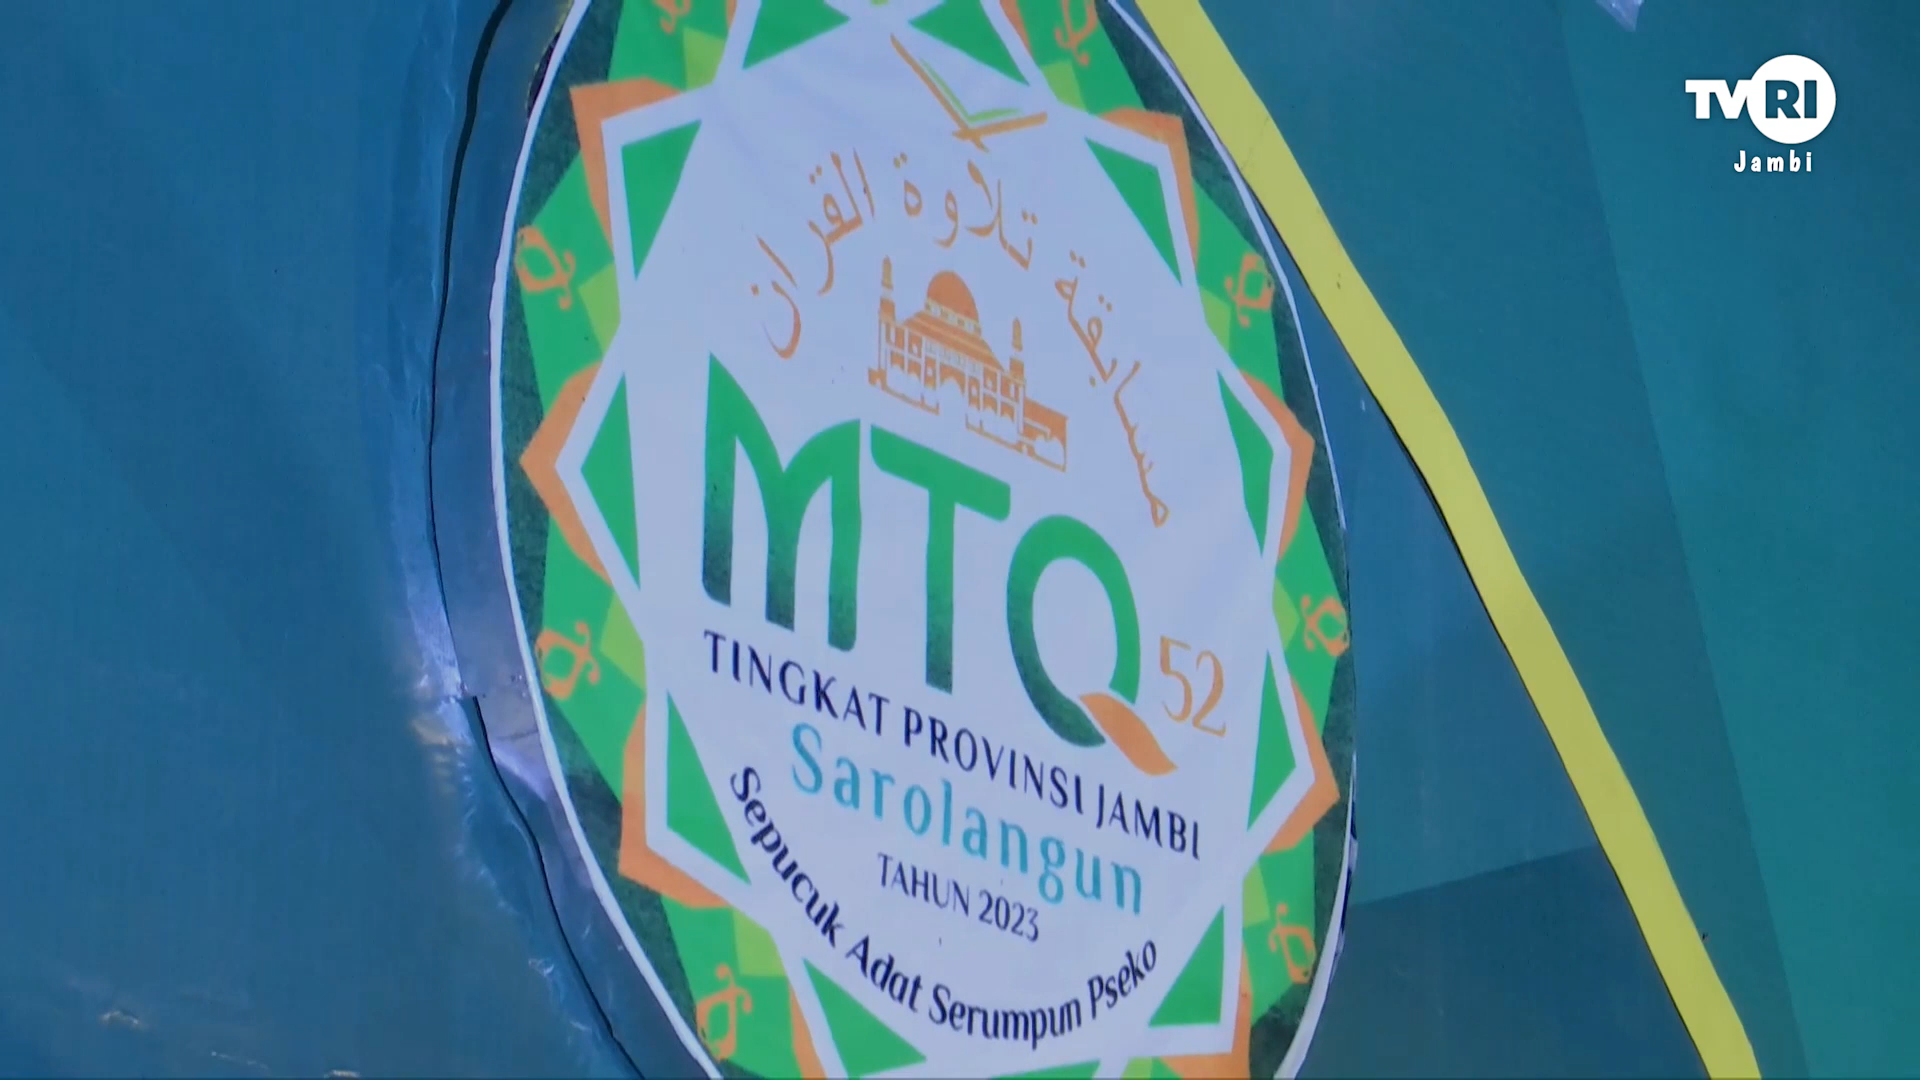 TVRI
Jambi
مسابقة تلاوة القران
MTQ 52
TINGKAT PROVINSI JAMBI
Sarolangun
TAHUN 2023
Sepucuk Adat Serumpun Pseko